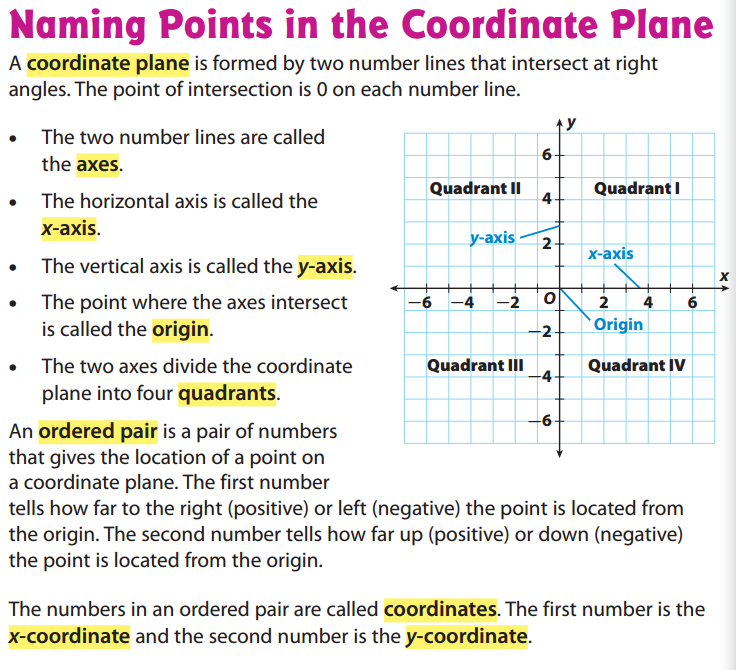 Naming Points in the Coordinate Plane
A coordinate plane is formed by two number lines that intersect at right
angles. The point of intersection is 0 on each number line.
• The two number lines are called
the axes.
• The horizontal axis is called the
x-axis.
• The vertical axis is called the y-axis.
• The point where the axes intersect
is called the origin.
• The two axes divide the coordinate
plane into four quadrants.
An ordered pair is a pair of numbers
that gives the location of a point on
a coordinate plane. The first number
tells how far to the right (positive) or left (negative) the point is located from
the origin. The second number tells how far up (positive) or down (negative)
the point is located from the origin.
The numbers in an ordered pair are called coordinates. The first number is the
x-coordinate and the second number is the y-coordinate.
y
6
Quadrant II Quadrant I
4
y-axis 2
x-axis
x
−6 −4 −2 O 2 4 6
−2 Origin
Quadrant III Quadrant IV
−4
−6